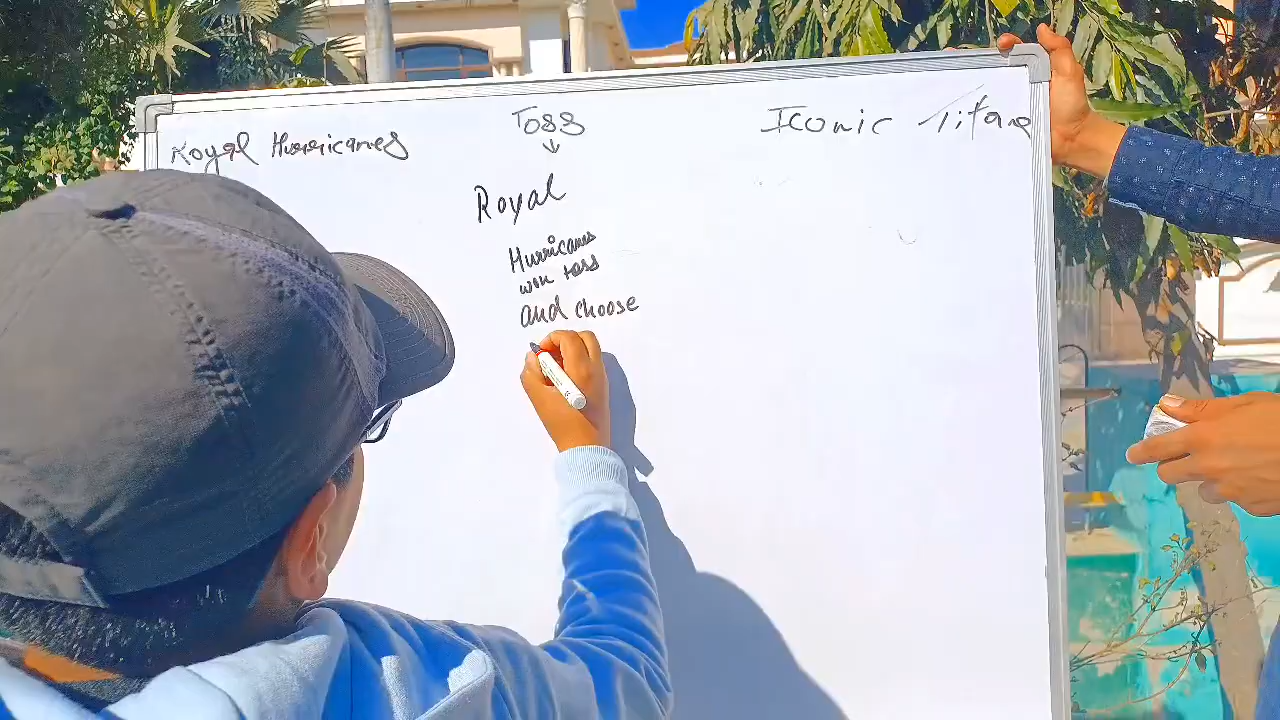 Royal Hurricanes
Toss
Iconic Titans
Royal
Hurricanes
won toss
and choose